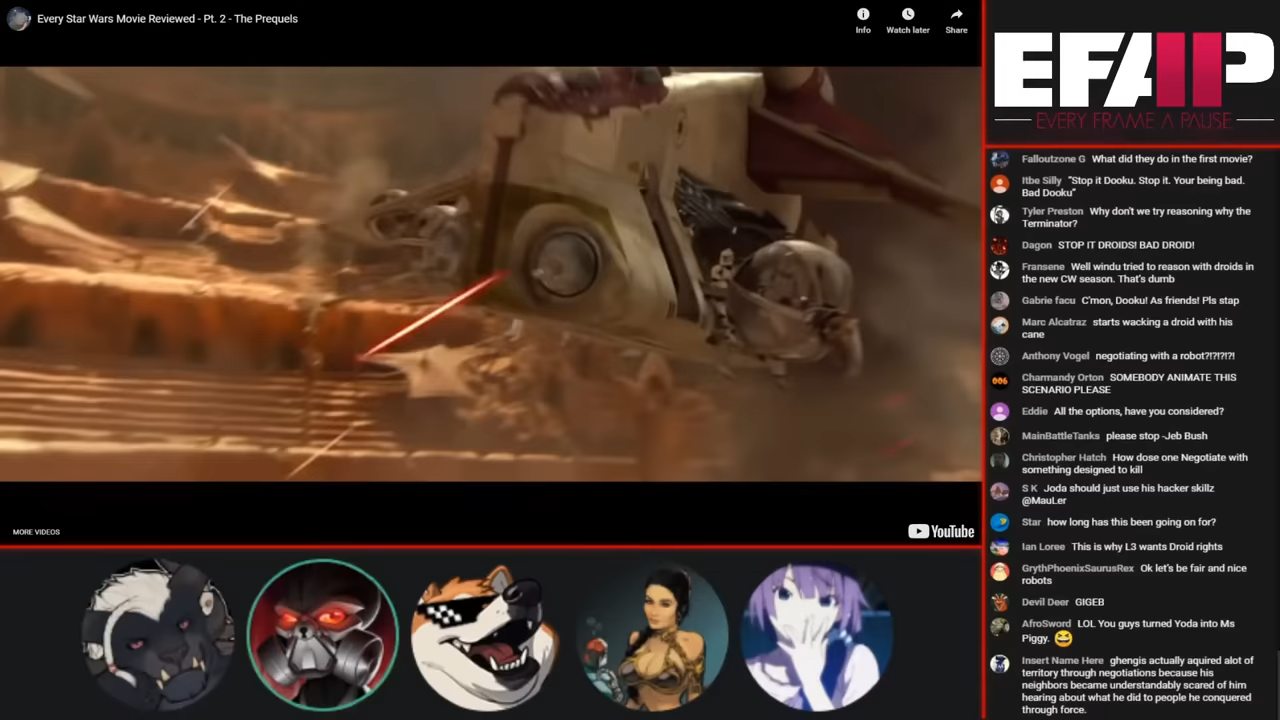 Every Star Wars Movie Reviewed - Pt. 2 - The Prequels
Info
Watch later
Share
MORE VIDEOS
YouTube
EFAP
EVERY FRAME A PAUSE
Falloutzone G What did they do in the first movie?
Itbe Silly “Stop it Dooku. Stop it. Your being bad.
Bad Dooku”
Tyler Preston Why don't we try reasoning why the
Terminator?
Dagon STOP IT DROIDS! BAD DROID!
Fransene Well windu tried to reason with droids in
the new CW season. That's dumb
Gabrie facu C'mon, Dooku! As friends! Pls stap
Marc Alcatraz starts wacking a droid with his
cane
Anthony Vogel negotiating with a robot?!?!?!?!
Charmandy Orton SOMEBODY ANIMATE THIS
SCENARIO PLEASE
Eddie All the options, have you considered?
MainBattleTanks please stop -Jeb Bush
Christopher Hatch How dose one Negotiate with
something designed to kill
S K Joda should just use his hacker skillz
@MauLer
Star how long has this been going on for?
Ian Loree This is why L3 wants Droid rights
GrythPhoenixSaurusRex Ok let's be fair and nice
robots
Devil Deer GIGEB
AfroSword LOL You guys turned Yoda into Ms
Piggy.
Insert Name Here ghengis actually aquired alot of
territory through negotiations because his
neighbors became understandably scared of him
hearing about what he did to people he conquered
through force.